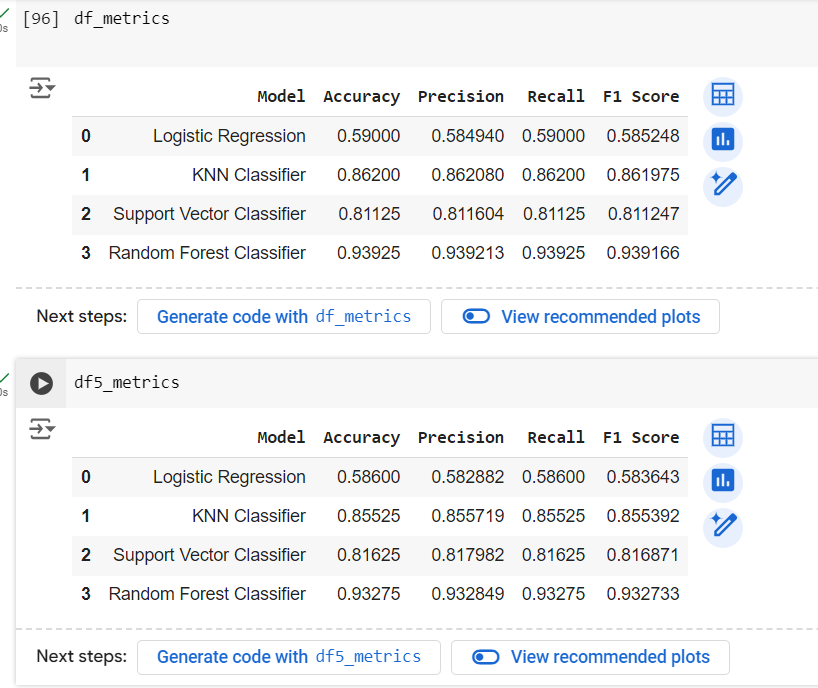 [96] df_metrics
0s
Model Accuracy Precision Recall F1 Score
0 Logistic Regression 0.59000 0.584940 0.59000 0.585248
1 KNN Classifier 0.86200 0.862080 0.86200 0.861975
2 Support Vector Classifier 0.81125 0.811604 0.81125 0.811247
3 Random Forest Classifier 0.93925 0.939213 0.93925 0.939166
Next steps: Generate code with df_metrics View recommended plots
df5_metrics
0s
Model Accuracy Precision Recall F1 Score
0 Logistic Regression 0.58600 0.582882 0.58600 0.583643
1 KNN Classifier 0.85525 0.855719 0.85525 0.855392
2 Support Vector Classifier 0.81625 0.817982 0.81625 0.816871
3 Random Forest Classifier 0.93275 0.932849 0.93275 0.932733
Next steps: Generate code with df5_metrics View recommended plots